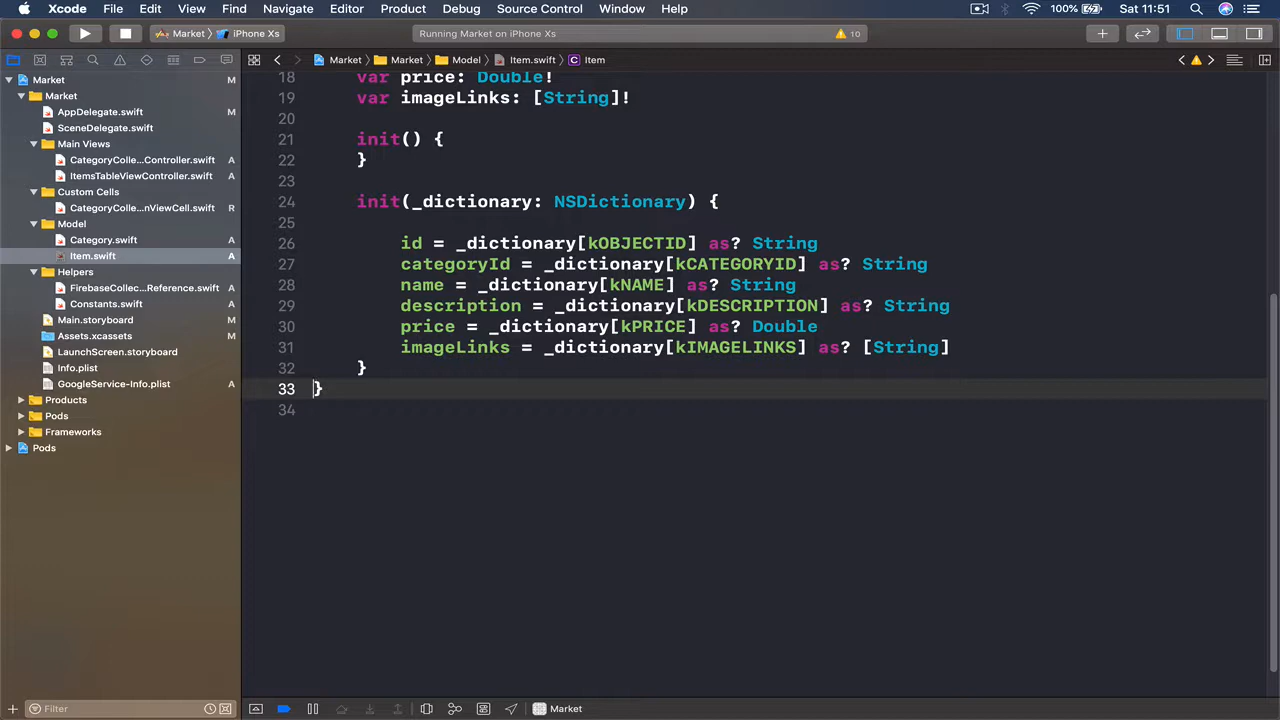 Xcode File Edit View Find Navigate Editor Product Debug Source Control Window Help 100% Sat 11:51
Market iPhone Xs Running Market on iPhone Xs 10
Market Market Model Item.swift C Item
Market M
Market
AppDelegate.swift M
SceneDelegate.swift
Main Views
CategoryColle...Controller.swift A
ItemsTableViewController.swift A
Custom Cells
CategoryColle...nViewCell.swift R
Model
Category.swift A
Item.swift A
Helpers
FirebaseCollec...Reference.swift A
Constants.swift A
Main.storyboard M
Assets.xcassets M
LaunchScreen.storyboard
Info.plist
GoogleService-Info.plist A
Products
Pods
Frameworks
Pods
Filter
18 var price: Double!
19 var imageLinks: [String]!
20
21 init() {
22 }
23
24 init(_dictionary: NSDictionary) {
25
26 id = _dictionary[kOBJECTID] as? String
27 categoryId = _dictionary[kCATEGORYID] as? String
28 name = _dictionary[kNAME] as? String
29 description = _dictionary[kDESCRIPTION] as? String
30 price = _dictionary[kPRICE] as? Double
31 imageLinks = _dictionary[kIMAGELINKS] as? [String]
32 }
33 }
34
Market